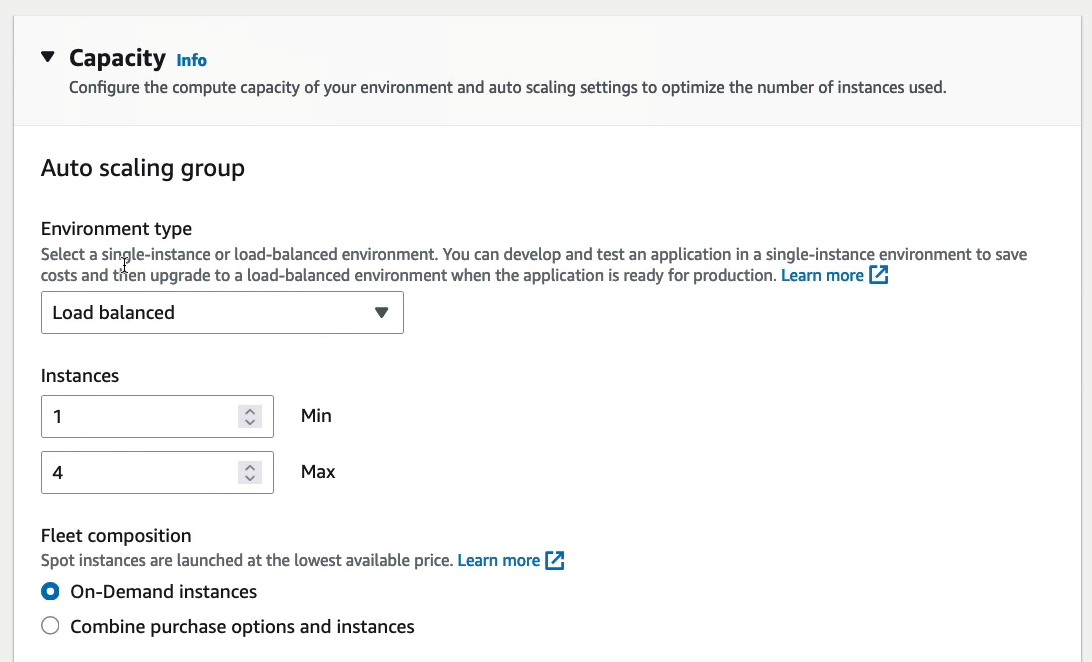 Capacity Info
Configure the compute capacity of your environment and auto scaling settings to optimize the number of instances used.
Auto scaling group
Environment type
Select a single-instance or load-balanced environment. You can develop and test an application in a single-instance environment to save
costs and then upgrade to a load-balanced environment when the application is ready for production. Learn more
Load balanced
Instances
1 Min
4 Max
Fleet composition
Spot instances are launched at the lowest available price. Learn more
On-Demand instances
Combine purchase options and instances